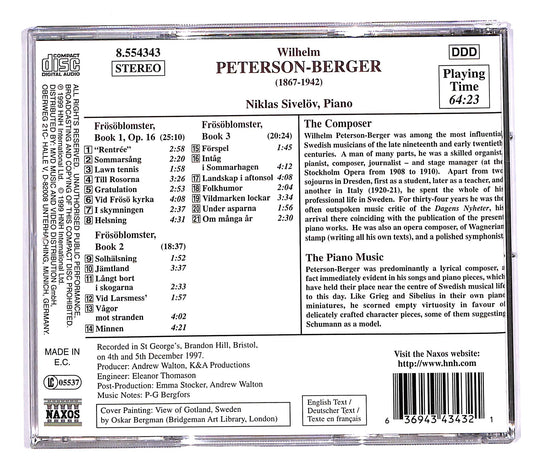 COMPACT
disc
DIGITAL AUDIO
8.554343
STEREO
Wilhelm
PETERSON-BERGER
(1867-1942)
Niklas Sivelöv, Piano
DDD
Playing
Time
64:23
Frösöblomster,
Book 1, Op. 16 (25:10)
1 "Rentrée" 2:58
2 Sommarsång 2:20
3 Lawn tennis 1:58
4 Till Rosorna 3:26
5 Gratulation 2:53
6 Vid Frösö kyrka 4:06
7 I skymningen 2:37
8 Helsning 4:31
Frösöblomster,
Book 2 (18:37)
9 Solhälsning 1:52
10 Jämtland 3:37
11 Långt bort
i skogarna 2:33
12 Vid Larsmess' 1:57
13 Vågor
mot stranden 4:02
14 Minnen 4:21
Frösöblomster,
Book 3 (20:24)
15 Förspel 1:45
16 Intåg
i Sommarhagen 4:12
17 Landskap i aftonsol 4:08
18 Folkhumor 2:04
19 Vildmarken lockar 3:34
20 Under asparna 1:56
21 Om många år 2:30
The Composer
Wilhelm Peterson-Berger was among the most influential
Swedish musicians of the late nineteenth and early twentieth
centuries. A man of many parts, he was a skilled organist,
pianist, composer, journalist – and stage manager (at the
Stockholm Opera from 1908 to 1910). Apart from two
sojourns in Dresden, first as a student, later as a teacher, and
another in Italy (1920-21), he spent the whole of his
professional life in Sweden. For thirty-four years he was the
often outspoken music critic of the Dagens Nyheter, his
arrival there coinciding with the publication of the present
piano works. He was also an opera composer, of Wagnerian
stamp (writing all his own texts), and a polished symphonist.
The Piano Music
Peterson-Berger was predominantly a lyrical composer, a
fact immediately evident in his songs and piano pieces, which
have held their place near the centre of Swedish musical life
to this day. Like Grieg and Sibelius in their own piano
miniatures, he scorned empty virtuosity in favour of
delicately crafted character pieces, some of them suggesting
Schumann as a model.
ALL RIGHTS RESERVED. UNAUTHORISED PUBLIC PERFORMANCE,
BROADCASTING AND COPYING OF THIS COMPACT DISC PROHIBITED.
℗ 1999 HNH International Ltd. © 1999 HNH International Ltd.
DISTRIBUTED BY: MVD MUSIC AND VIDEO DISTRIBUTION GmbH,
OBERWEG 21C- HALLE V, D-82008 UNTERHACHING, MUNICH, GERMANY.
MADE IN
E.C.
LC 05537
NAXOS
Recorded in St George's, Brandon Hill, Bristol,
on 4th and 5th December 1997.
Producer: Andrew Walton, K&A Productions
Engineer: Eleanor Thomason
Post-Production: Emma Stocker, Andrew Walton
Music Notes: P-G Bergfors
Cover Painting: View of Gotland, Sweden
by Oskar Bergman (Bridgeman Art Library, London)
English Text /
Deutscher Text /
Texte en français
Visit the Naxos website:
http://www.hnh.com
6 36943 43432 1